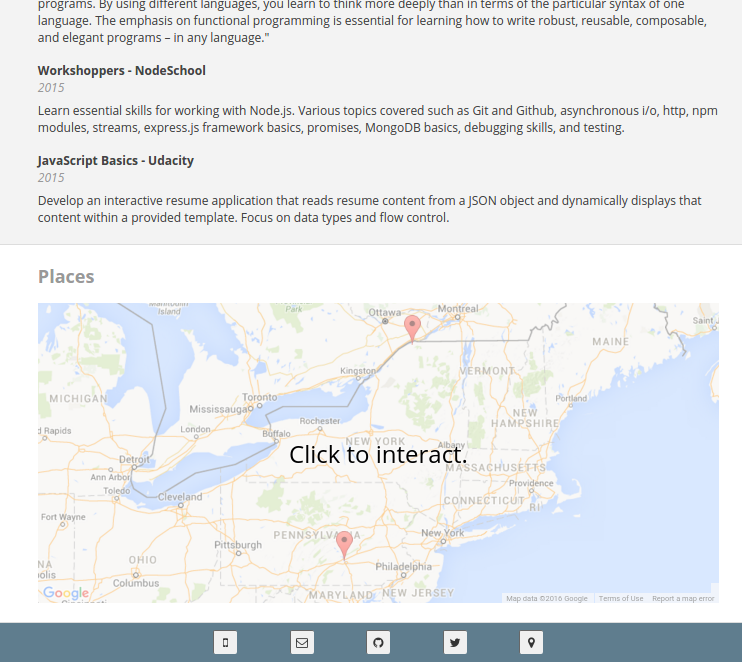 programs. By using different languages, you learn to think more deeply than in terms of the particular syntax of one
language. The emphasis on functional programming is essential for learning how to write robust, reusable, composable,
and elegant programs – in any language."
Workshoppers - NodeSchool
2015
Learn essential skills for working with Node.js. Various topics covered such as Git and Github, asynchronous i/o, http, npm
modules, streams, express.js framework basics, promises, MongoDB basics, debugging skills, and testing.
JavaScript Basics - Udacity
2015
Develop an interactive resume application that reads resume content from a JSON object and dynamically displays that
content within a provided template. Focus on data types and flow control.
Places
Island
Park
Ottawa
Montreal
Saint J
MAINE
Kingston
VERMONT
MICHIGAN
Toronto
Portland
Mississauga
NEW
HAMPSHIRE
Rochester
d Rapids
London
Buffalo
NEW YORK
Albany
Click to interact.
Detroit
MASSACHUSETTS
Ann Arbor
Providence
Toledo
Cleveland
CONNECTICUT
RI
Fort Wayne
New York
PENNSYLVANIA
Pittsburgh
OHIO
Philadelphia
NA
polis
Columbus
MARYLAND
NEW JERSEY
Google
Map data ©2016 Google
Terms of Use
Report a map error